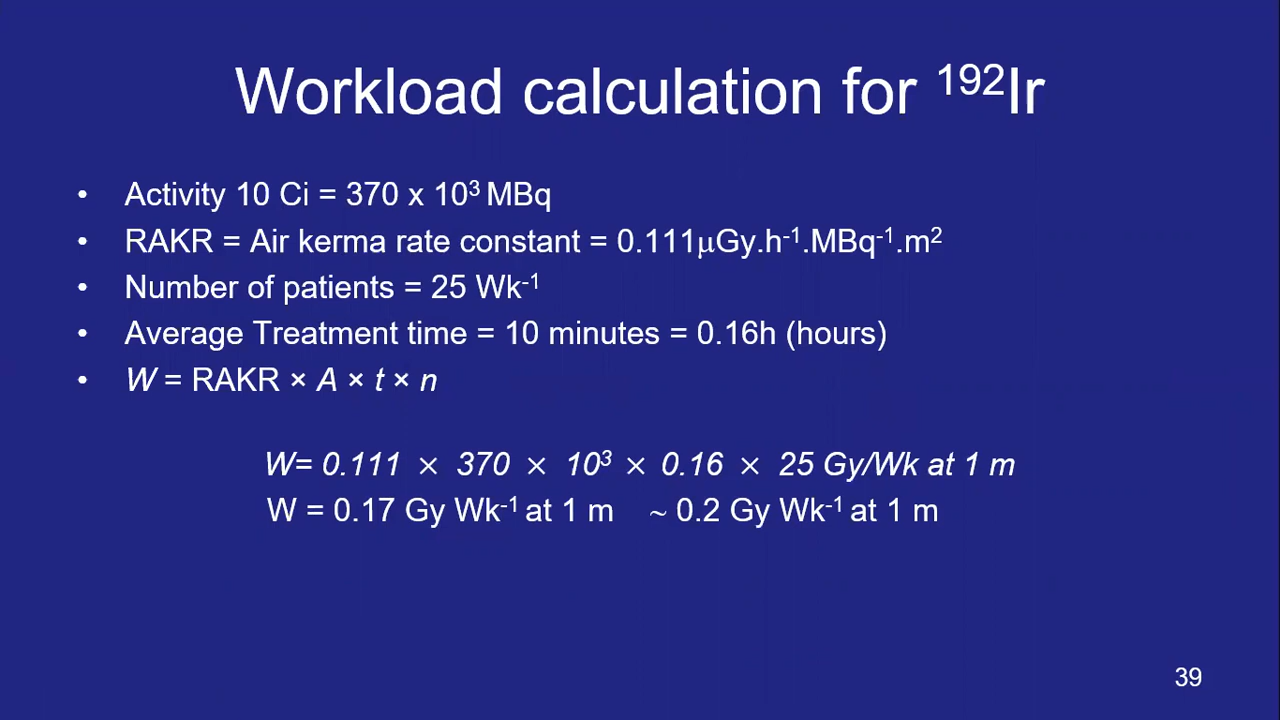 Workload calculation for ¹⁹²Ir
• Activity 10 Ci = 370 x 10³ MBq
• RAKR = Air kerma rate constant = 0.111μGy.h⁻¹.MBq⁻¹.m²
• Number of patients = 25 Wk⁻¹
• Average Treatment time = 10 minutes = 0.16h (hours)
• W = RAKR × A × t × n
W= 0.111 × 370 × 10³ × 0.16 × 25 Gy/Wk at 1 m
W = 0.17 Gy Wk⁻¹ at 1 m ~ 0.2 Gy Wk⁻¹ at 1 m
39